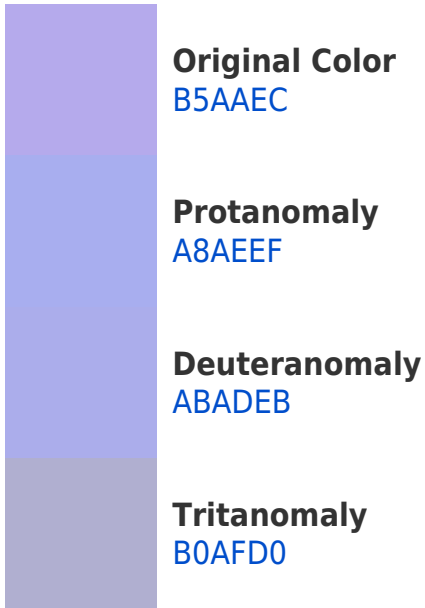 Original Color
B5AAEC
Protanomaly
A8AEEF
Deuteranomaly
ABADEB
Tritanomaly
B0AFD0